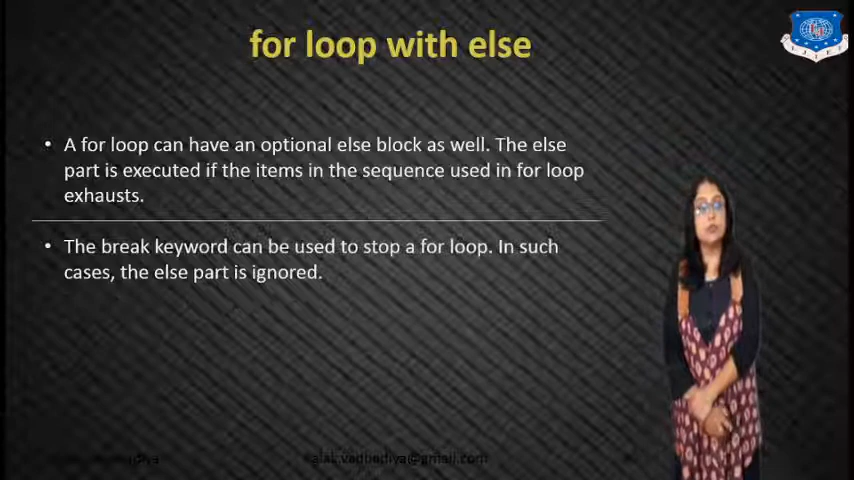 for loop with else
• A for loop can have an optional else block as well. The else
part is executed if the items in the sequence used in for loop
exhausts.
• The break keyword can be used to stop a for loop. In such
cases, the else part is ignored.